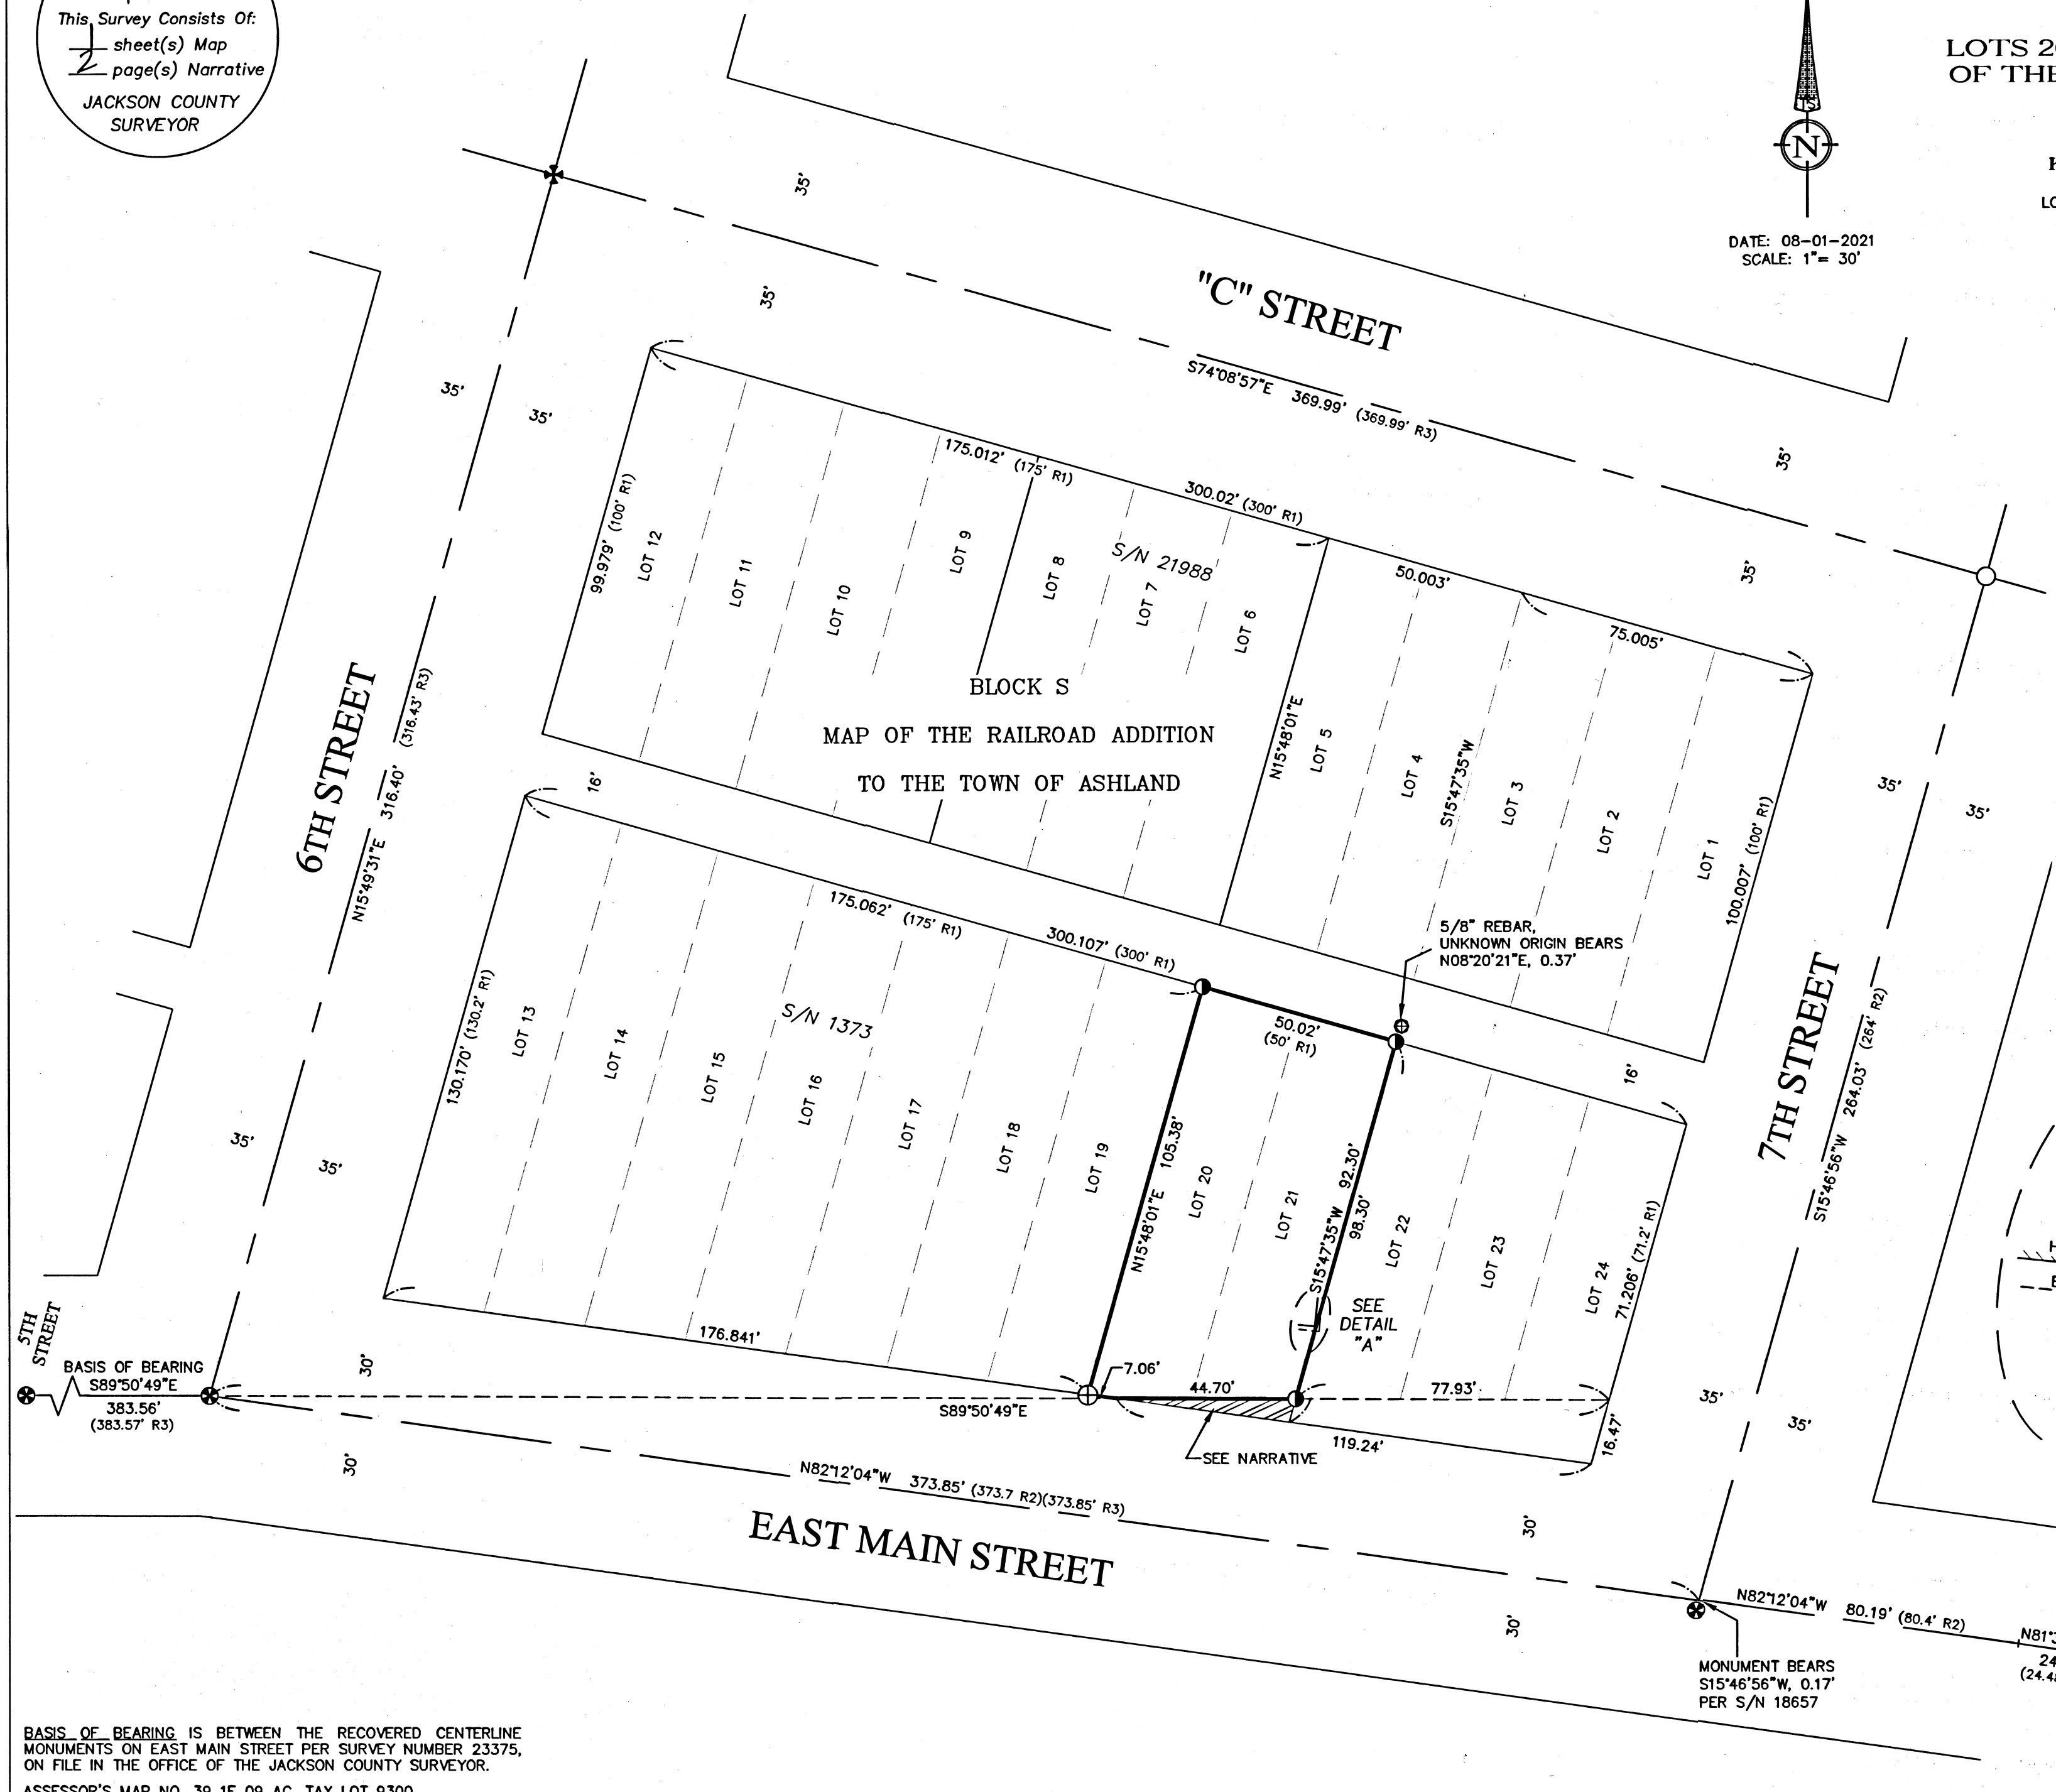 This Survey Consists Of:
1 sheet(s) Map
2 page(s) Narrative
JACKSON COUNTY
SURVEYOR
N
DATE: 08-01-2021
SCALE: 1"= 30'
OF THE
35'
35'
"C" STREET
S74°08'57"E 369.99' (369.99' R3)
35'
35'
35'
35'
175.012' (175' R1)
300.02' (300' R1)
50.003'
75.005'
99.979' (100' R1)
LOT 12
LOT 11
LOT 10
LOT 9
LOT 8
LOT 7
LOT 6
S/N 21988
N15°48'01"E
LOT 5
LOT 4
S15°47'35"W
LOT 3
LOT 2
LOT 1
100.007' (100' R1)
BLOCK S
MAP OF THE RAILROAD ADDITION
TO THE TOWN OF ASHLAND
6TH STREET
N15°49'31"E 316.40' (316.43' R3)
16'
35'
35'
175.062' (175' R1)
300.107' (300' R1)
5/8" REBAR,
UNKNOWN ORIGIN BEARS
N08°20'21"E, 0.37'
130.170' (130.2' R1)
LOT 13
LOT 14
LOT 15
S/N 1373
LOT 16
LOT 17
LOT 18
LOT 19
50.02'
(50' R1)
N15°48'01"E 105.38'
LOT 20
LOT 21
S15°47'35"W 92.30'
98.30'
LOT 22
LOT 23
LOT 24
71.206' (71.2' R1)
16'
7TH STREET
S15°46'56"W 264.03' (264' R2)
35'
35'
SEE
DETAIL
"A"
5TH
STREET
BASIS OF BEARING
S89°50'49"E
383.56'
(383.57' R3)
30'
176.841'
7.06'
44.70'
77.93'
S89°50'49"E
35'
35'
16.47'
119.24'
SEE NARRATIVE
30'
N82°12'04"W 373.85' (373.7 R2)(373.85' R3)
EAST MAIN STREET
30'
30'
N82°12'04"W 80.19' (80.4' R2)
MONUMENT BEARS
S15°46'56"W, 0.17'
PER S/N 18657
BASIS OF BEARING IS BETWEEN THE RECOVERED CENTERLINE
MONUMENTS ON EAST MAIN STREET PER SURVEY NUMBER 23375,
ON FILE IN THE OFFICE OF THE JACKSON COUNTY SURVEYOR.
ASSESSOR'S MAP NO. 39 1E 09 AC, TAX LOT 9300